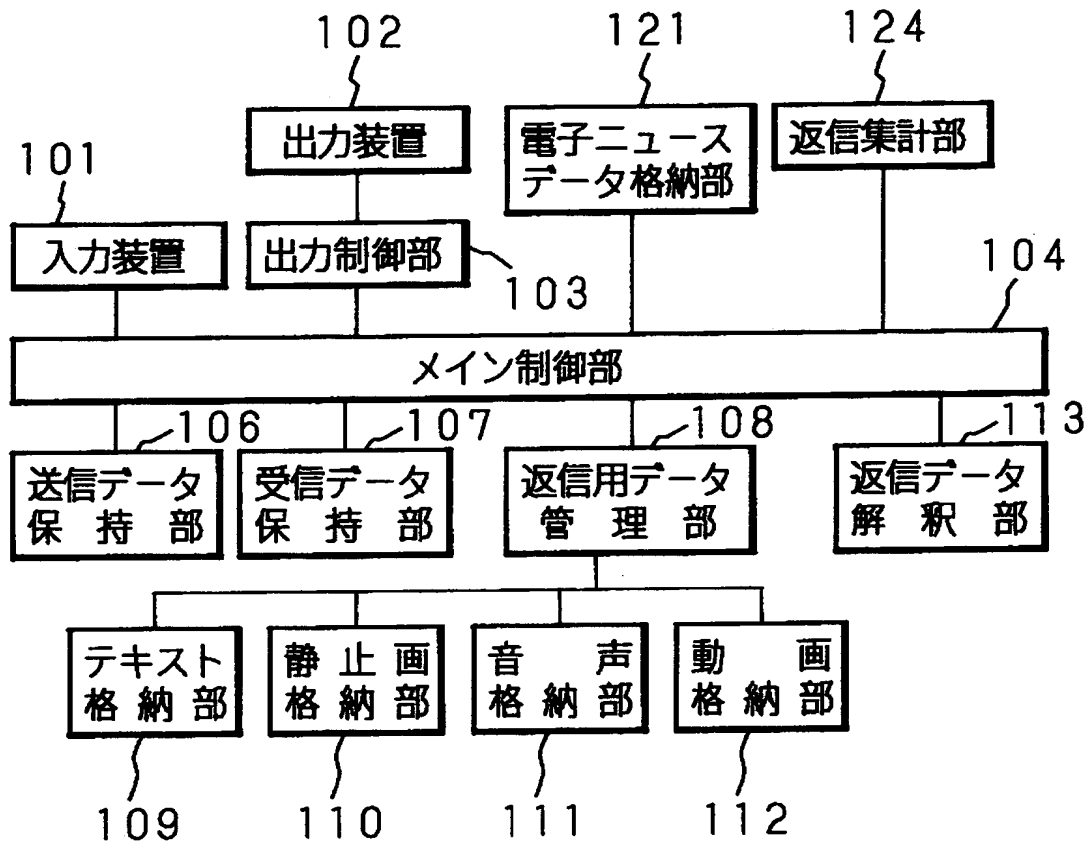 102
121
124
出力装置
電子ニュース
データ格納部
返信集計部
101
入力装置
出力制御部
103
104
メイン制御部
106
107
108
113
送信データ
保持部
受信データ
保持部
返信用データ
管理部
返信データ
解釈部
テキスト
格納部
静止画
格納部
音声
格納部
動画
格納部
109
110
111
112